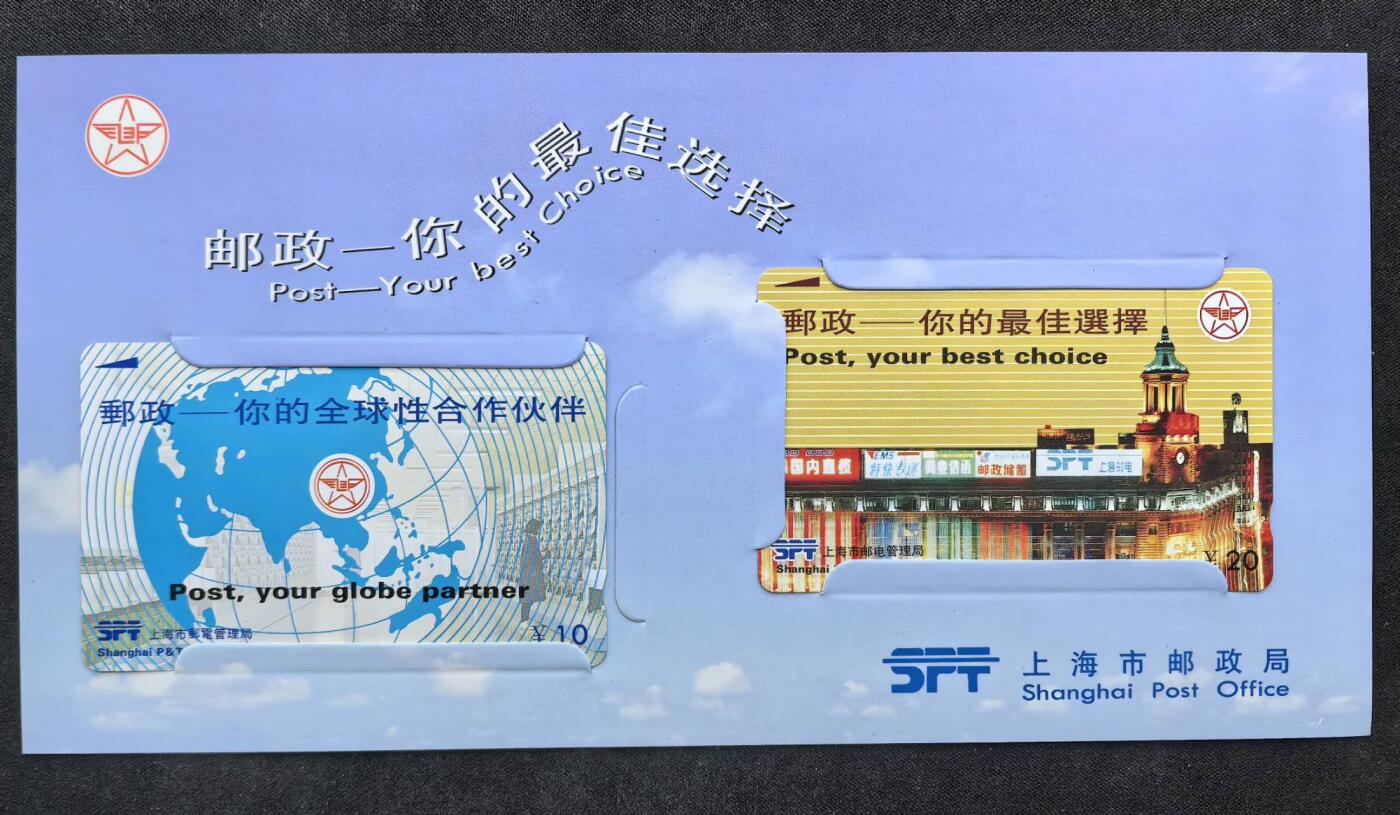 邮政—你的最佳选择
Post—Your best Choice
郵政——你的全球性合作伙伴
Post, your globe partner
SPT 上海市郵電管理局
Shanghai P&T
¥10
郵政——你的最佳選擇
Post, your best choice
国内直拨
EMS
特快专递
邮政储蓄
SPT 上海邮电
SPT 上海市邮电管理局
Shanghai
¥20
SPT 上海市邮政局
Shanghai Post Office